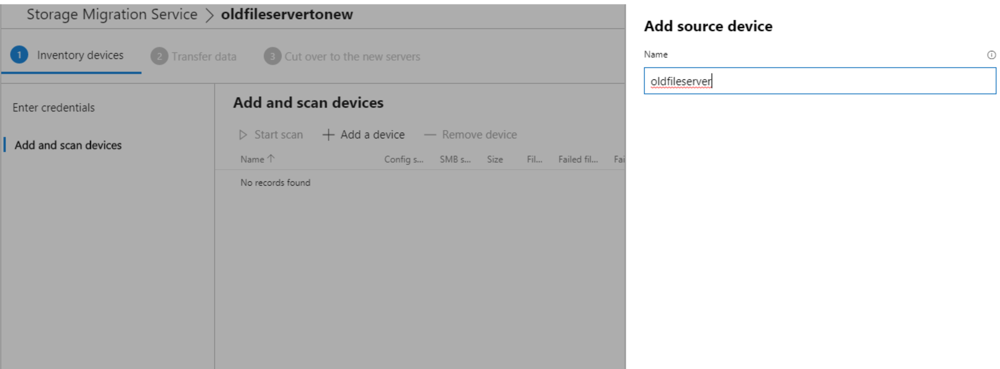 Storage Migration Service > oldfileservertonew
1 Inventory devices 2 Transfer data 3 Cut over to the new servers
Enter credentials
Add and scan devices
Add and scan devices
Start scan + Add a device — Remove device
Name ↑ Config s... SMB s... Size Fil... Failed fil... Fai
No records found
Add source device
Name
oldfileserver